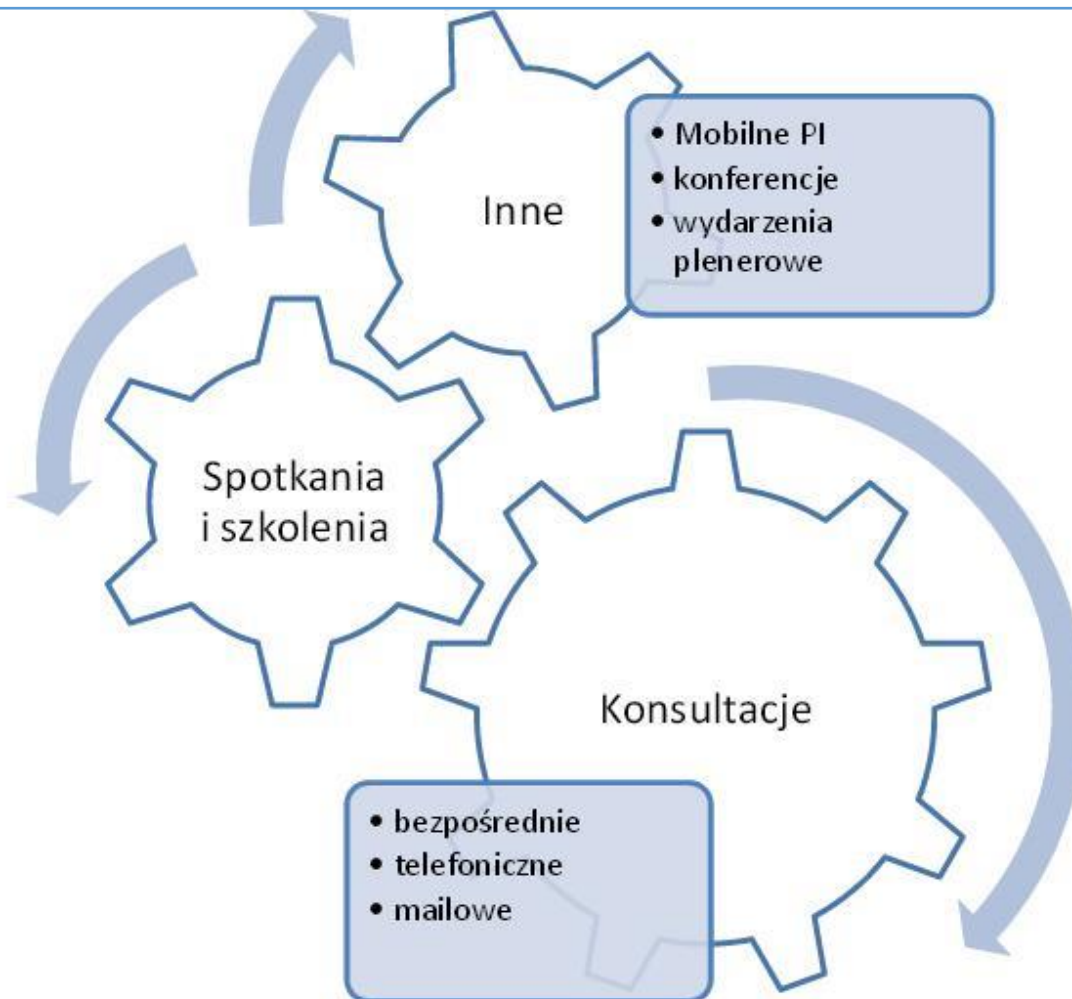 Inne
• Mobilne PI
• konferencje
• wydarzenia
plenerowe
Spotkania
i szkolenia
Konsultacje
• bezpośrednie
• telefoniczne
• mailowe